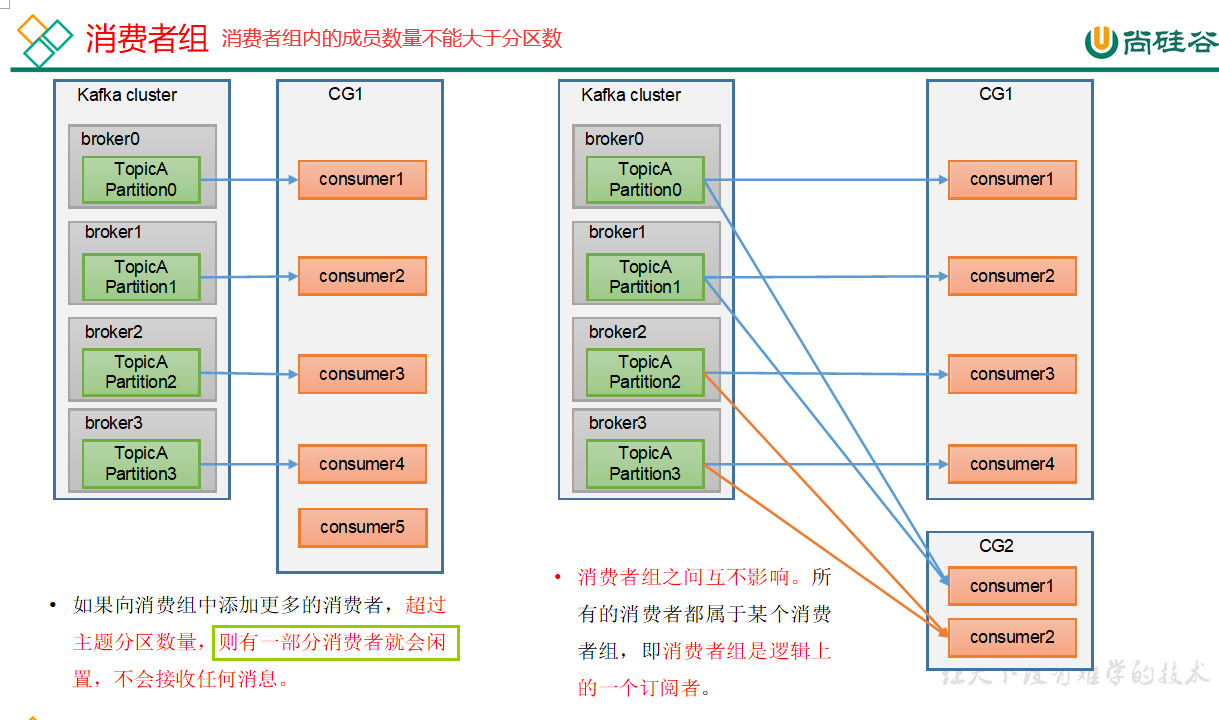 消费者组 消费者组内的成员数量不能大于分区数
尚硅谷
Kafka cluster
broker0
TopicA
Partition0
broker1
TopicA
Partition1
broker2
TopicA
Partition2
broker3
TopicA
Partition3
CG1
consumer1
consumer2
consumer3
consumer4
consumer5
如果向消费组中添加更多的消费者，超过
主题分区数量，则有一部分消费者就会闲
置，不会接收任何消息。
Kafka cluster
broker0
TopicA
Partition0
broker1
TopicA
Partition1
broker2
TopicA
Partition2
broker3
TopicA
Partition3
CG1
consumer1
consumer2
consumer3
consumer4
CG2
consumer1
consumer2
消费者组之间互不影响。所
有的消费者都属于某个消费
者组，即消费者组是逻辑上
的一个订阅者。
让天下没有难学的技术